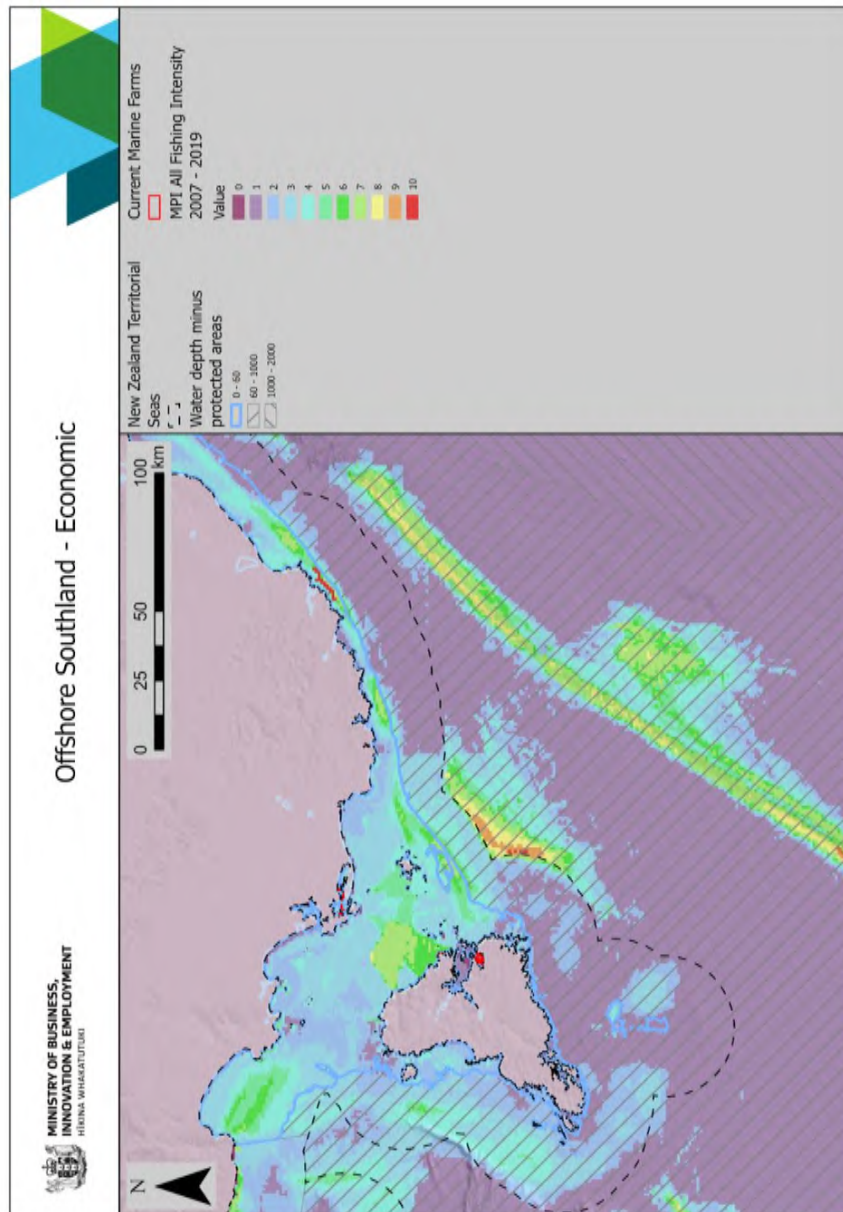 MINISTRY OF BUSINESS,
INNOVATION & EMPLOYMENT
HĪKINA WHAKATUTUKI
Offshore Southland - Economic
N
0 25 50 100
km
New Zealand Territorial
Seas
Water depth minus
protected areas
0 - 60
60 - 1000
1000 - 2000
Current Marine Farms
MPI All Fishing Intensity
2007 - 2019
Value
0
1
2
3
4
5
6
7
8
9
10